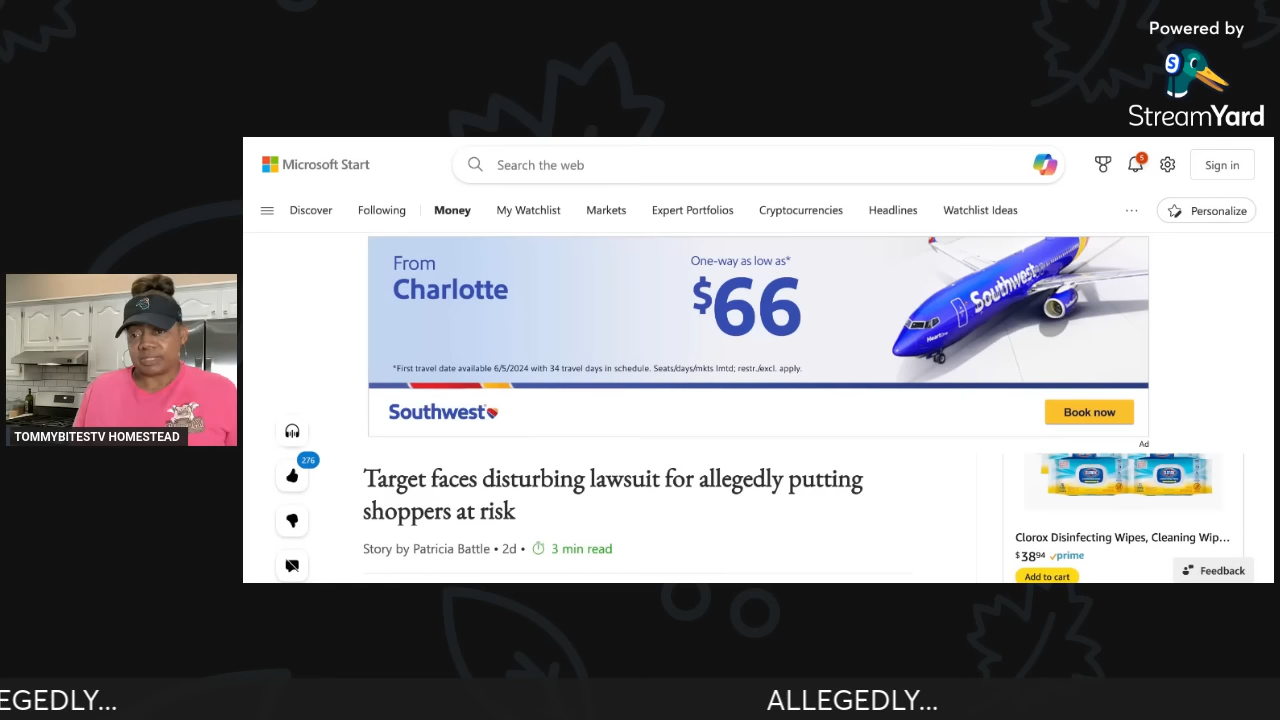 Powered by
StreamYard
Microsoft Start
Search the web
5
Sign in
Discover
Following
Money
My Watchlist
Markets
Expert Portfolios
Cryptocurrencies
Headlines
Watchlist Ideas
...
Personalize
From
Charlotte
One-way as low as*
$66
Southwest
*First travel date available 6/5/2024 with 34 travel days in schedule. Seats/days/mkts lmtd; restr./excl. apply.
Southwest
Book now
Ad
276
Target faces disturbing lawsuit for allegedly putting
shoppers at risk
Story by Patricia Battle • 2d •
3 min read
Clorox Disinfecting Wipes, Cleaning Wip...
$3894 prime
Add to cart
Feedback
TOMMYBITESTV HOMESTEAD
EGEDLY...
ALLEGEDLY...